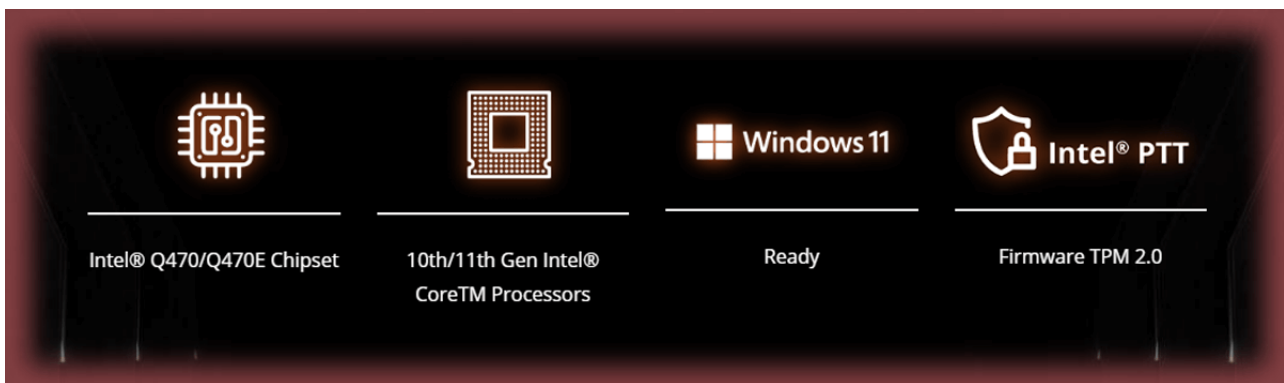 Windows 11
Intel® PTT
Intel® Q470/Q470E Chipset
10th/11th Gen Intel®
CoreTM Processors
Ready
Firmware TPM 2.0